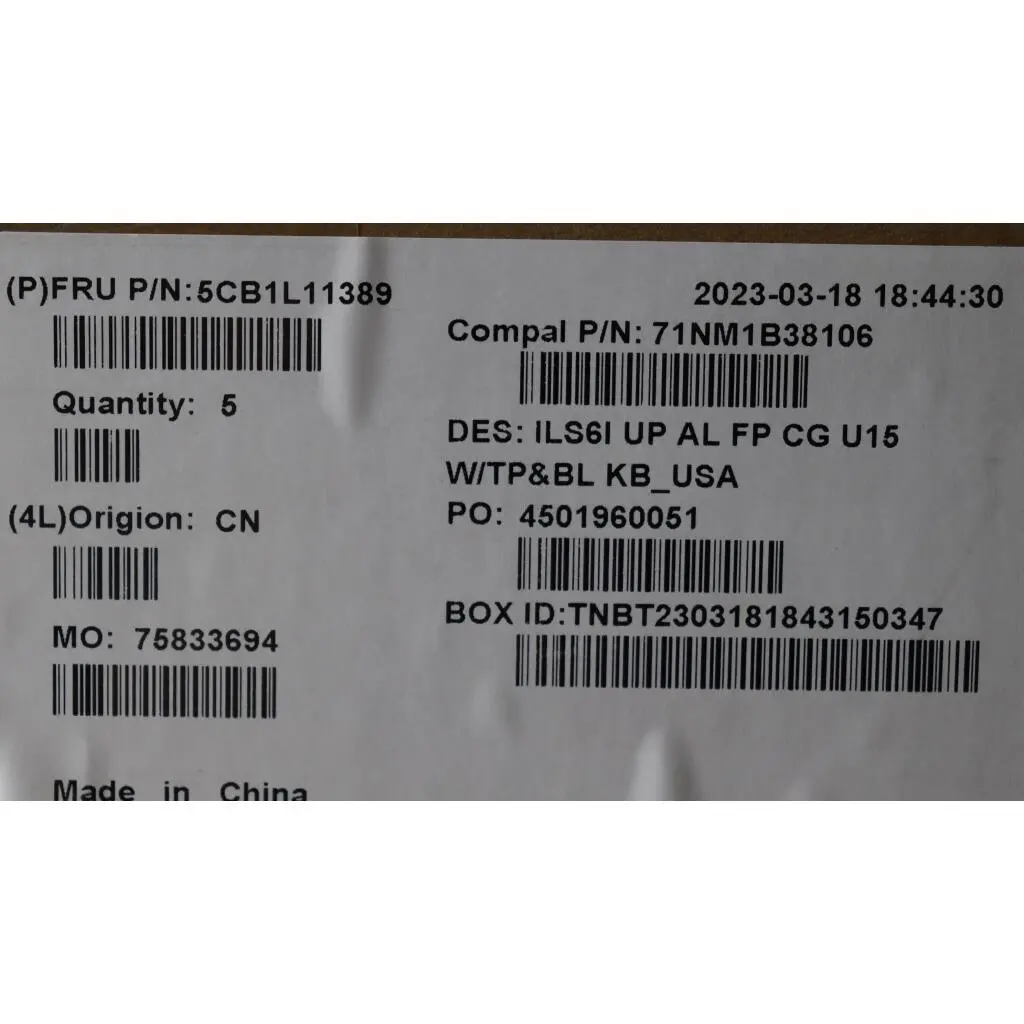 (P)FRU P/N:5CB1L11389
Quantity: 5
(4L)Origion: CN
MO: 75833694
Made in China
2023-03-18 18:44:30
Compal P/N: 71NM1B38106
DES: ILS6I UP AL FP CG U15
W/TP&BL KB_USA
PO: 4501960051
BOX ID:TNBT2303181843150347